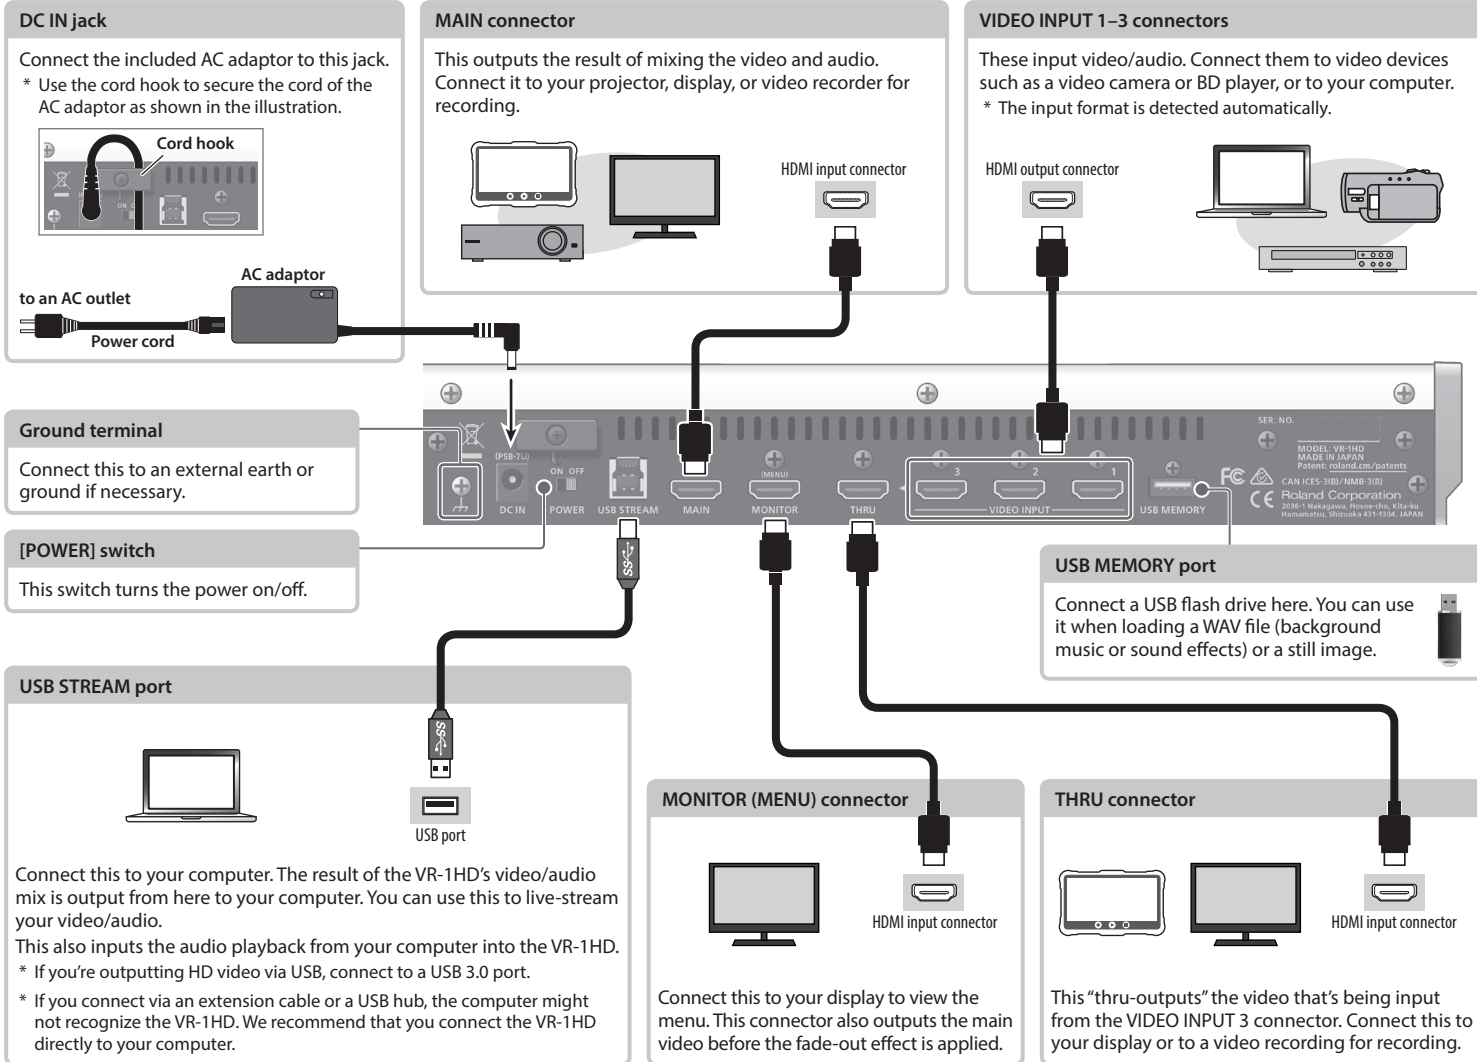 DC IN jack
Connect the included AC adaptor to this jack.
* Use the cord hook to secure the cord of the
AC adaptor as shown in the illustration.
Cord hook
ON
AC adaptor
to an AC outlet
Power cord
MAIN connector
This outputs the result of mixing the video and audio.
Connect it to your projector, display, or video recorder for
recording.
HDMI input connector
VIDEO INPUT 1–3 connectors
These input video/audio. Connect them to video devices
such as a video camera or BD player, or to your computer.
* The input format is detected automatically.
HDMI output connector
Ground terminal
Connect this to an external earth or
ground if necessary.
[POWER] switch
This switch turns the power on/off.
(PSB-7U)
DC IN
ON OFF
POWER
USB STREAM
MAIN
(MENU)
MONITOR
THRU
3
2
1
VIDEO INPUT
USB MEMORY
SER. NO.
MODEL: VR-1HD
MADE IN JAPAN
Patent: roland.cm/patents
FC
CAN ICES-3(B)/NMB-3(B)
CE
Roland Corporation
2036-1 Nakagawa, Hosoe-cho, Kita-ku
Hamamatsu, Shizuoka 431-1304, JAPAN
USB MEMORY port
Connect a USB flash drive here. You can use
it when loading a WAV file (background
music or sound effects) or a still image.
USB STREAM port
SS
SS
USB port
Connect this to your computer. The result of the VR-1HD’s video/audio
mix is output from here to your computer. You can use this to live-stream
your video/audio.
This also inputs the audio playback from your computer into the VR-1HD.
* If you’re outputting HD video via USB, connect to a USB 3.0 port.
* If you connect via an extension cable or a USB hub, the computer might
not recognize the VR-1HD. We recommend that you connect the VR-1HD
directly to your computer.
MONITOR (MENU) connector
HDMI input connector
Connect this to your display to view the
menu. This connector also outputs the main
video before the fade-out effect is applied.
THRU connector
HDMI input connector
This “thru-outputs” the video that’s being input
from the VIDEO INPUT 3 connector. Connect this to
your display or to a video recording for recording.